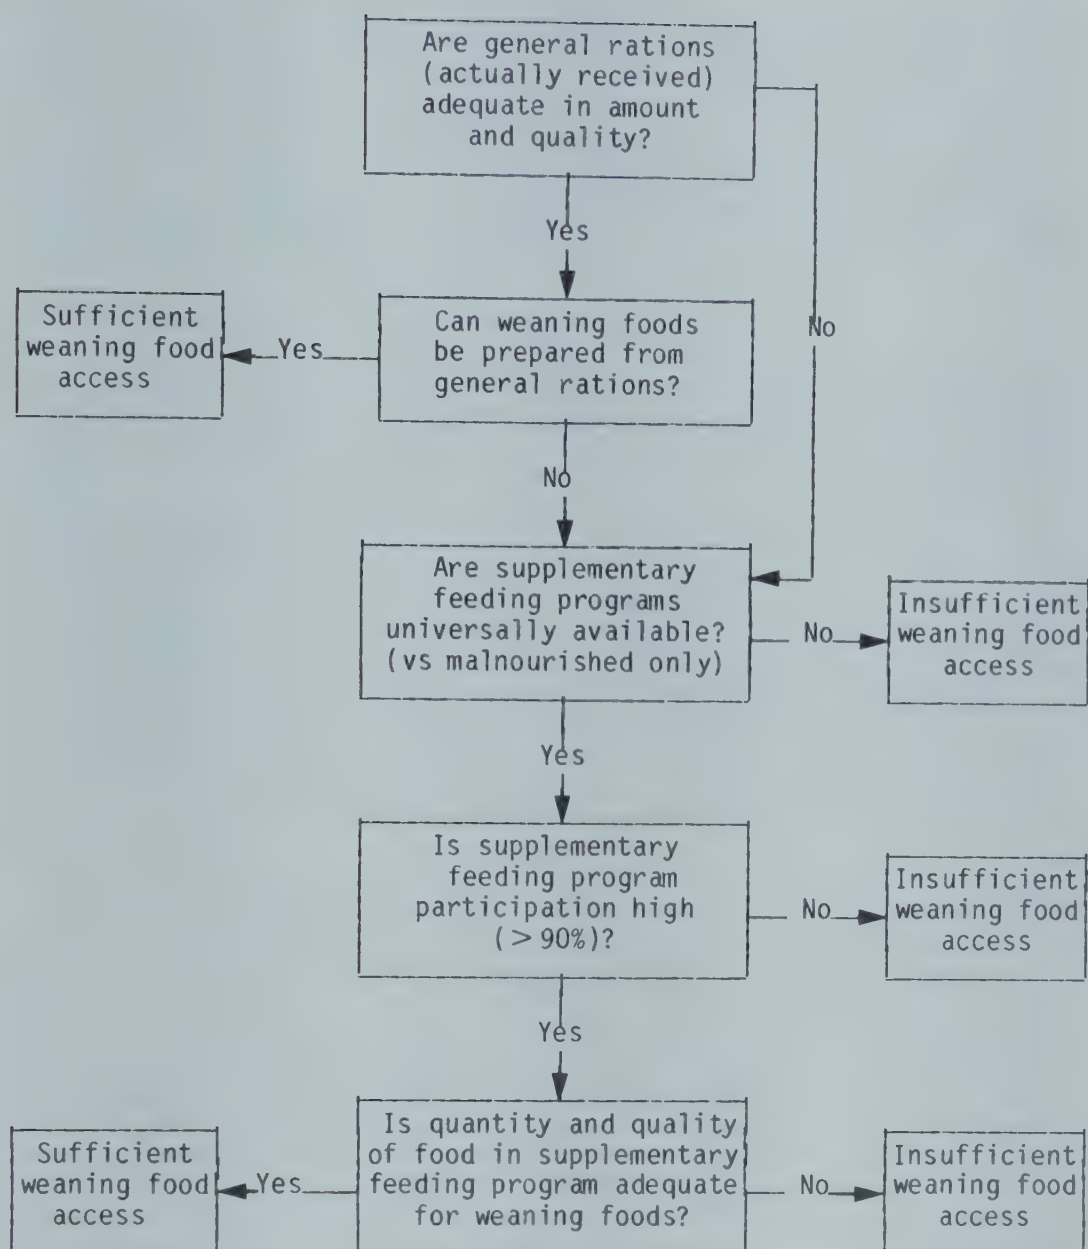 Are general rations
(actually received)
adequate in amount
and quality?
Yes
No
Sufficient
weaning food
access
Yes
Can weaning foods
be prepared from
general rations?
No
Are supplementary
feeding programs
universally available?
(vs malnourished only)
No
Insufficient
weaning food
access
Yes
Is supplementary
feeding program
participation high
(> 90%)?
No
Insufficient
weaning food
access
Yes
Sufficient
weaning food
access
Yes
Is quantity and quality
of food in supplementary
feeding program adequate
for weaning foods?
No
Insufficient
weaning food
access